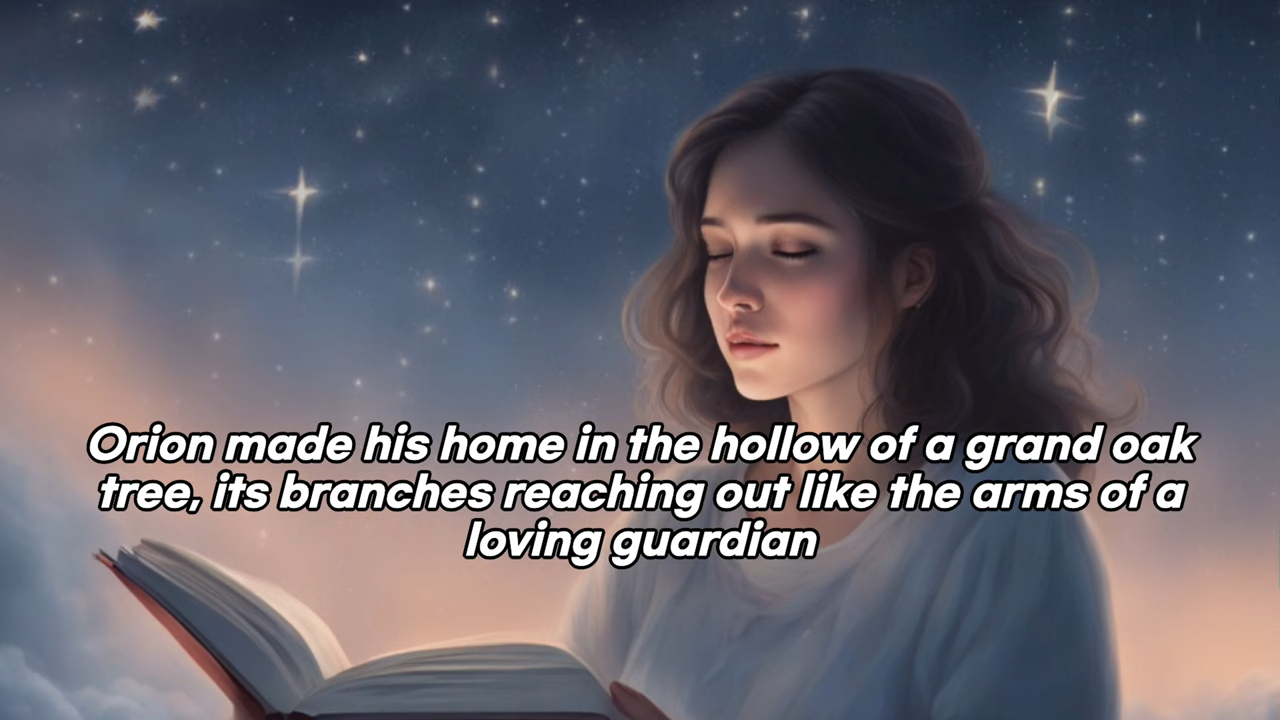 Orion made his home in the hollow of a grand oak
tree, its branches reaching out like the arms of a
loving guardian